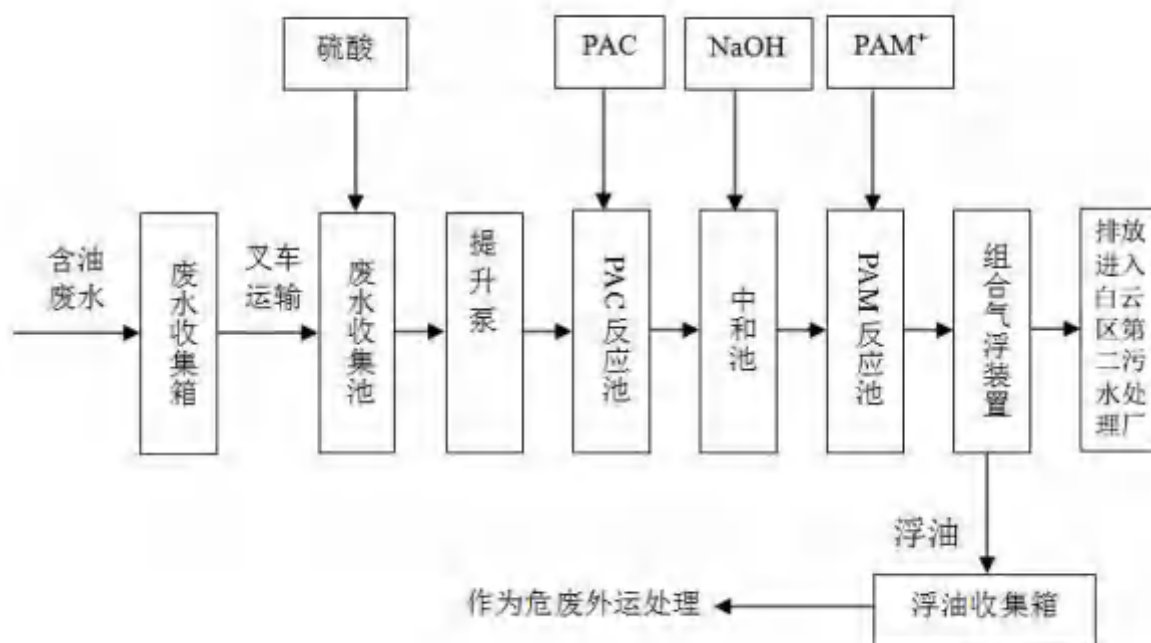 硫酸
PAC
NaOH
PAM⁺
含油
废水
废水收集箱
叉车
运输
废水收集池
提升泵
PAC反应池
中和池
PAM反应池
组合气浮装置
排放
进入
白云
区第
二污
水处
理厂
浮油
浮油收集箱
作为危废外运处理